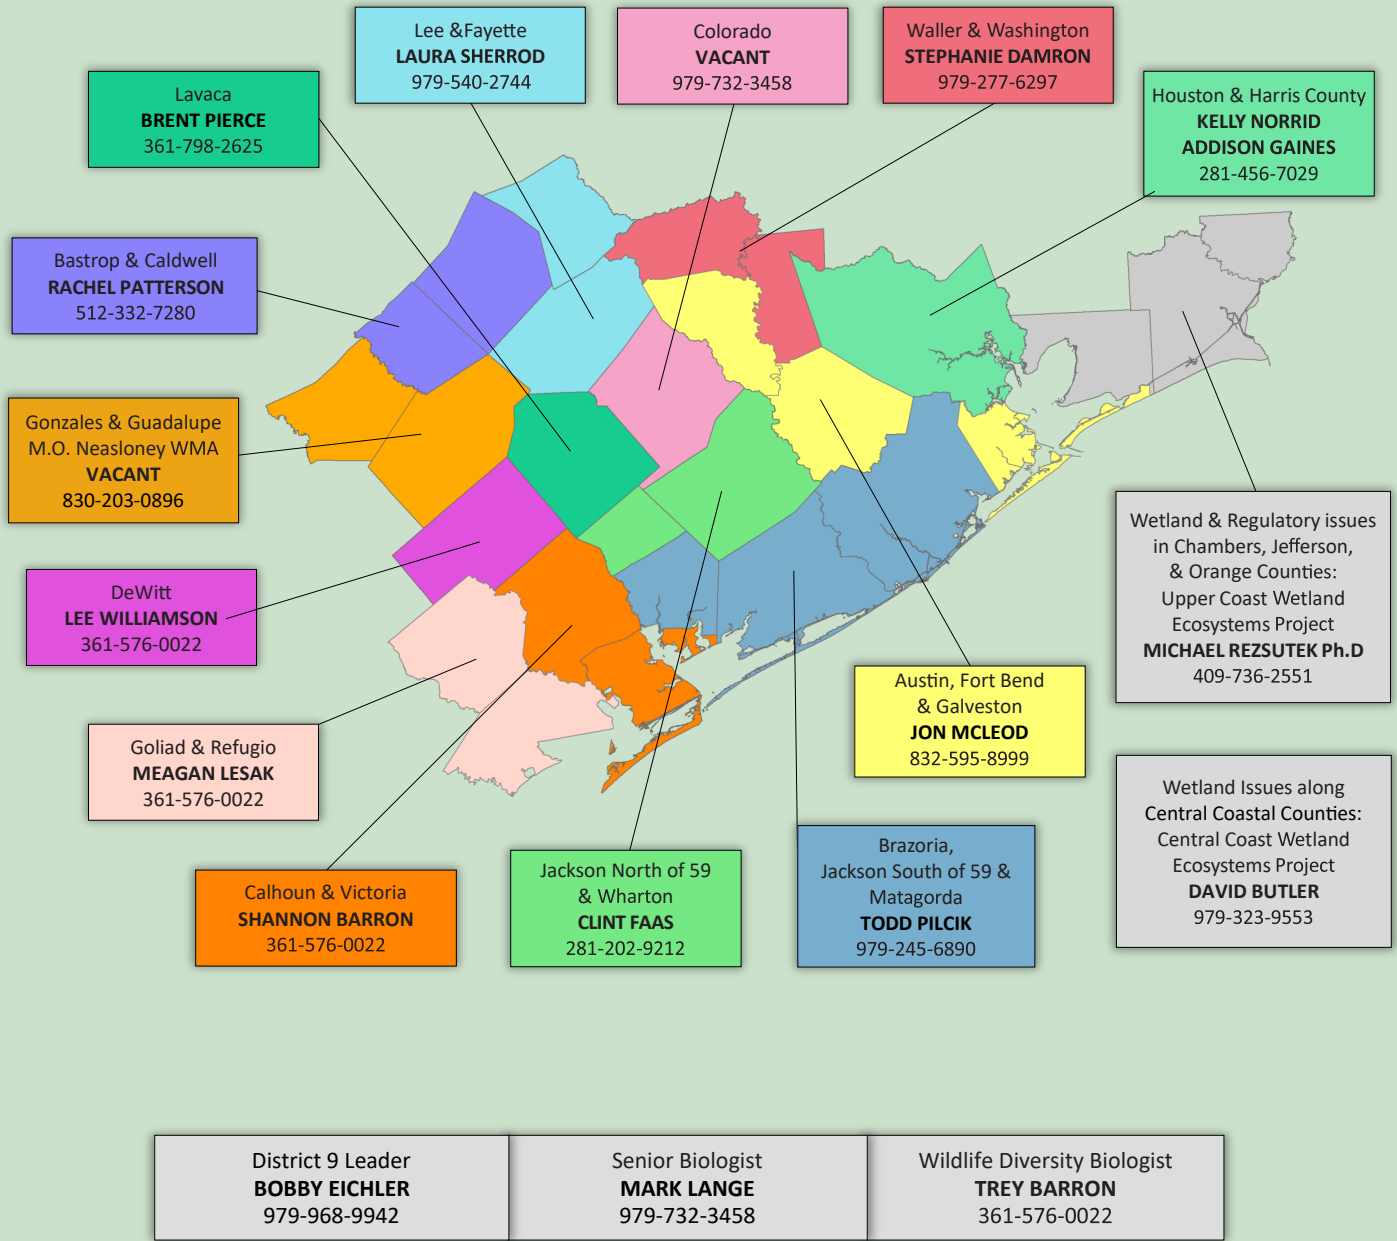 Lee &Fayette
LAURA SHERROD
979-540-2744
Colorado
VACANT
979-732-3458
Waller & Washington
STEPHANIE DAMRON
979-277-6297
Lavaca
BRENT PIERCE
361-798-2625
Houston & Harris County
KELLY NORRID
ADDISON GAINES
281-456-7029
Bastrop & Caldwell
RACHEL PATTERSON
512-332-7280
Gonzales & Guadalupe
M.O. Neasloney WMA
VACANT
830-203-0896
Wetland & Regulatory issues
in Chambers, Jefferson,
& Orange Counties:
Upper Coast Wetland
Ecosystems Project
MICHAEL REZSUTEK Ph.D
409-736-2551
DeWitt
LEE WILLIAMSON
361-576-0022
Austin, Fort Bend
& Galveston
JON MCLEOD
832-595-8999
Goliad & Refugio
MEAGAN LESAK
361-576-0022
Wetland Issues along
Central Coastal Counties:
Central Coast Wetland
Ecosystems Project
DAVID BUTLER
979-323-9553
Calhoun & Victoria
SHANNON BARRON
361-576-0022
Jackson North of 59
& Wharton
CLINT FAAS
281-202-9212
Brazoria,
Jackson South of 59 &
Matagorda
TODD PILCIK
979-245-6890
District 9 Leader
BOBBY EICHLER
979-968-9942
Senior Biologist
MARK LANGE
979-732-3458
Wildlife Diversity Biologist
TREY BARRON
361-576-0022